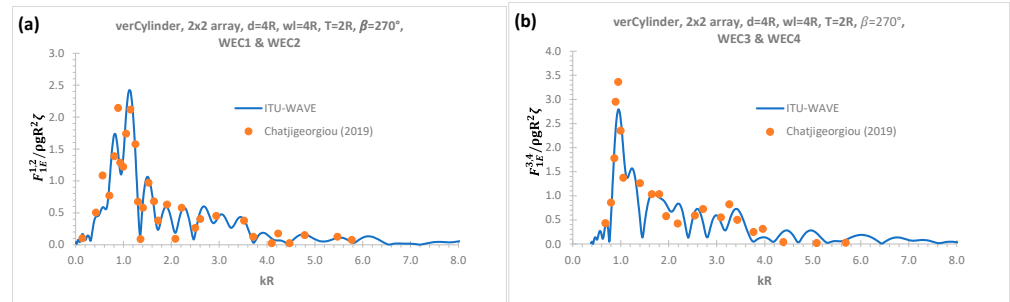 (a)
verCylinder, 2x2 array, d=4R, wl=4R, T=2R, β=270°,
WEC1 & WEC2
3.0
2.5
2.0
1.5
1.0
0.5
0.0
F₁E¹·²/ρgR²ζ
ITU-WAVE
Chatjigeorgiou (2019)
0.0 1.0 2.0 3.0 4.0 5.0 6.0 7.0 8.0
kR
(b)
verCylinder, 2x2 array, d=4R, wl=4R, T=2R, β=270°,
WEC3 & WEC4
4.0
3.5
3.0
2.5
2.0
1.5
1.0
0.5
0.0
F₁E³·⁴/ρgR²ζ
ITU-WAVE
Chatjigeorgiou (2019)
0.0 1.0 2.0 3.0 4.0 5.0 6.0 7.0 8.0
kR